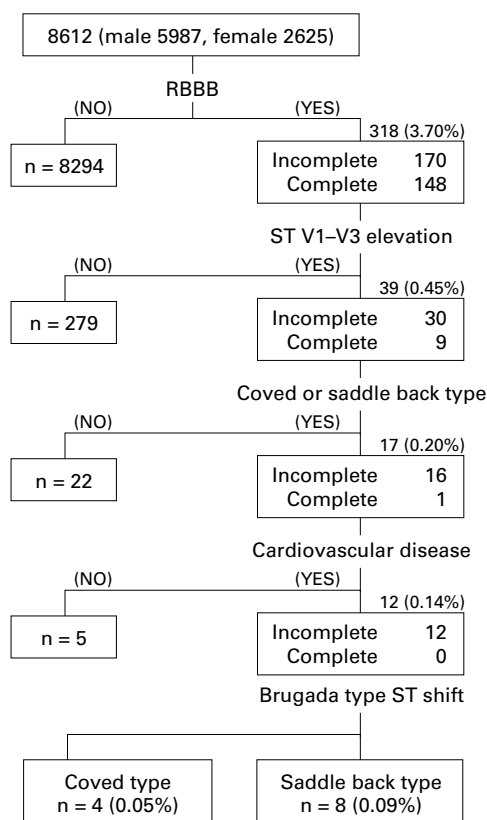 8612 (male 5987, female 2625)
RBBB
(NO) (YES)
318 (3.70%)
n = 8294
Incomplete 170
Complete 148
ST V1–V3 elevation
(NO) (YES)
39 (0.45%)
n = 279
Incomplete 30
Complete 9
Coved or saddle back type
(NO) (YES)
17 (0.20%)
n = 22
Incomplete 16
Complete 1
Cardiovascular disease
(NO) (YES)
12 (0.14%)
n = 5
Incomplete 12
Complete 0
Brugada type ST shift
Coved type
n = 4 (0.05%)
Saddle back type
n = 8 (0.09%)